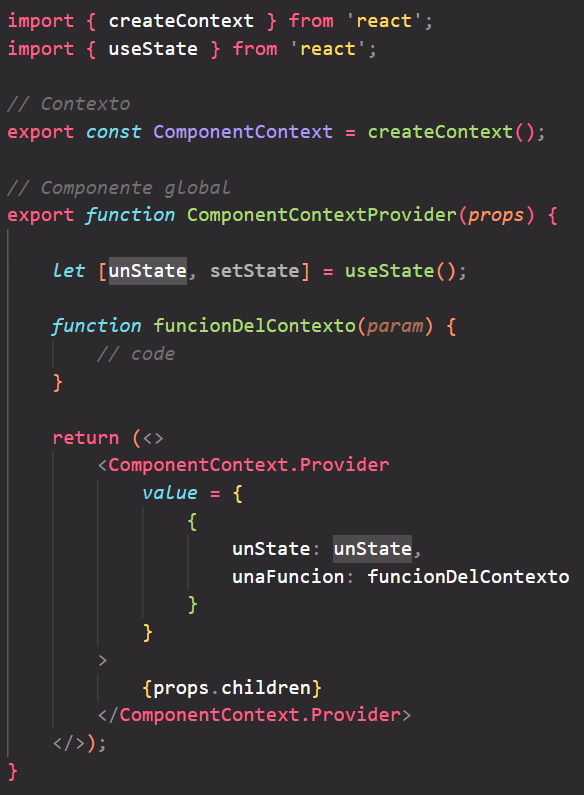 import { createContext } from 'react';
import { useState } from 'react';
// Contexto
export const ComponentContext = createContext();
// Componente global
export function ComponentContextProvider(props) {
let [unState, setState] = useState();
function funcionDelContexto(param) {
// code
}
return (<>
<ComponentContext.Provider
value = {
{
unState: unState,
unaFuncion: funcionDelContexto
}
}
>
{props.children}
</ComponentContext.Provider>
</>);
}